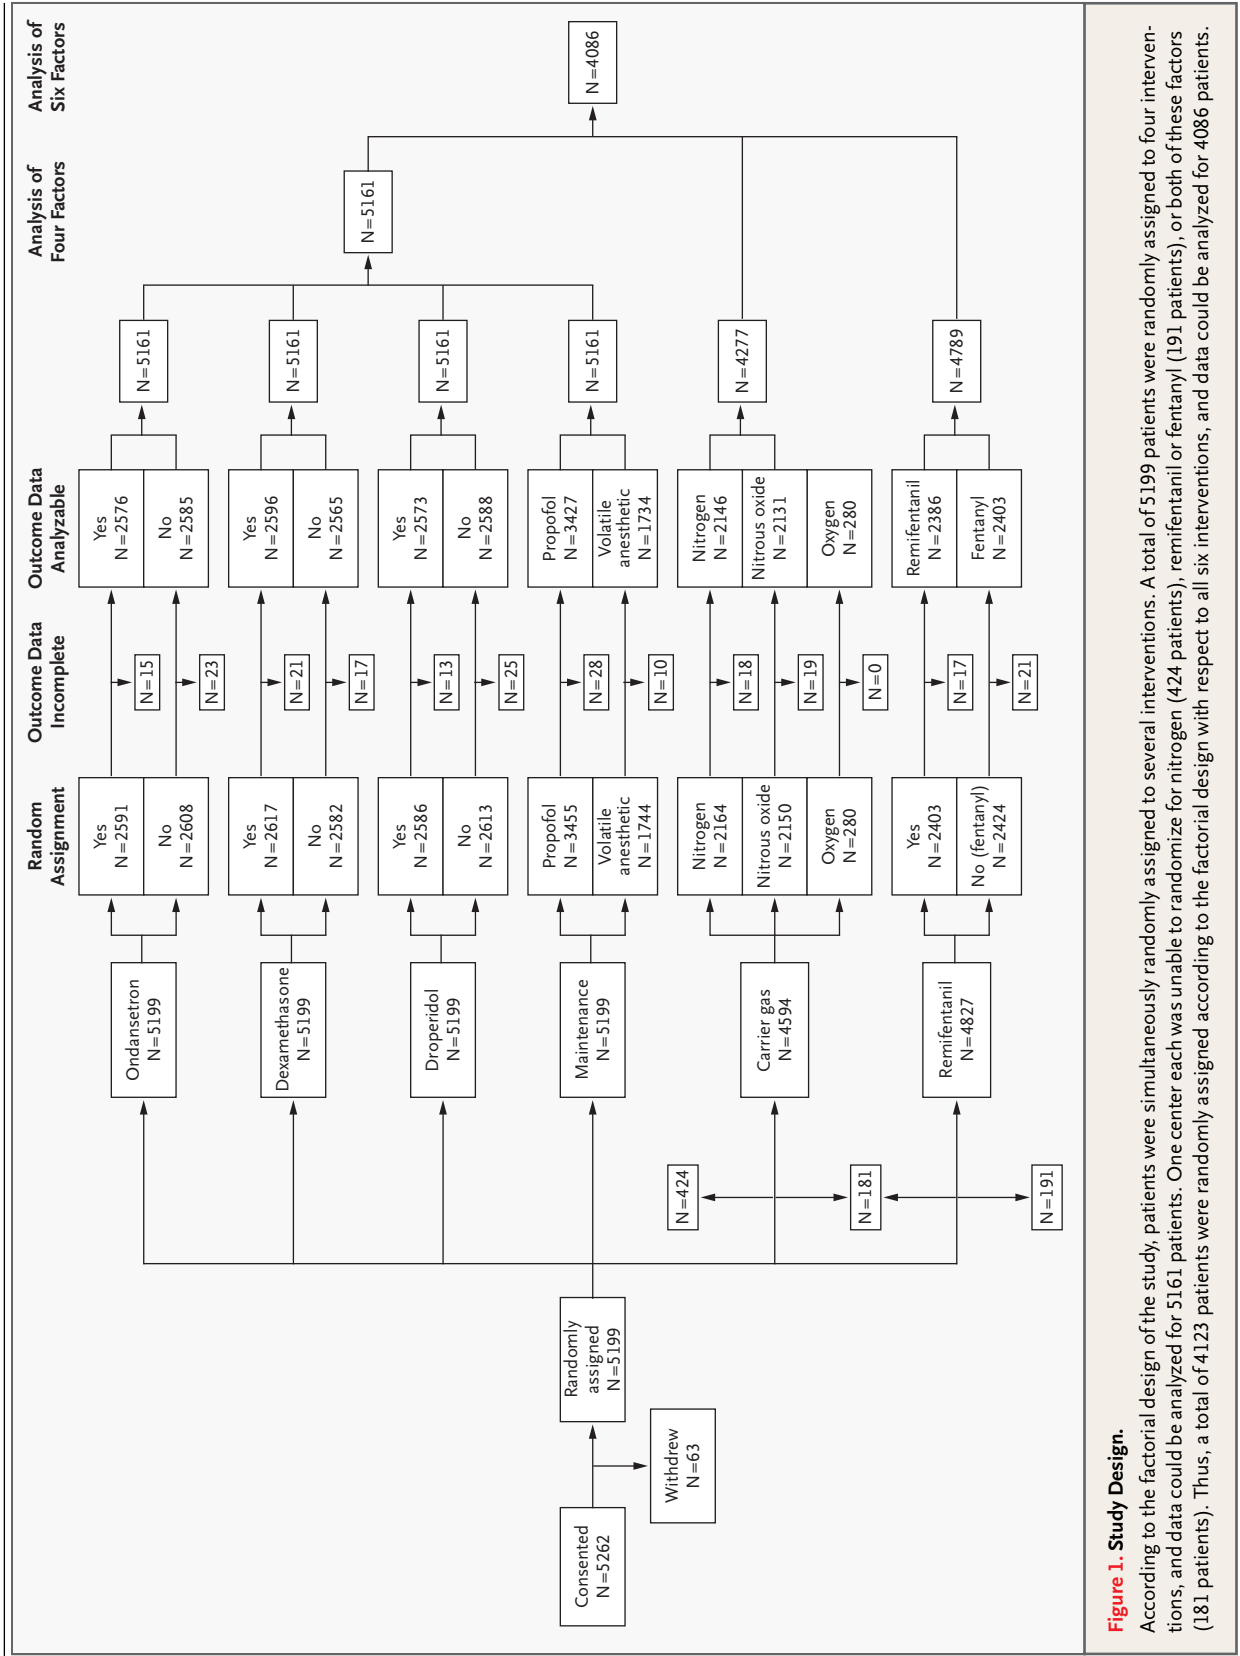 Random
Assignment
Outcome Data
Incomplete
Outcome Data
Analyzable
Analysis of
Four Factors
Analysis of
Six Factors
Consented
N=5262
Withdrew
N=63
Randomly
assigned
N=5199
Ondansetron
N=5199
Yes
N=2591
No
N=2608
N=15
N=23
Yes
N=2576
No
N=2585
N=5161
Dexamethasone
N=5199
Yes
N=2617
No
N=2582
N=21
N=17
Yes
N=2596
No
N=2565
N=5161
Droperidol
N=5199
Yes
N=2586
No
N=2613
N=13
N=25
Yes
N=2573
No
N=2588
N=5161
Maintenance
N=5199
Propofol
N=3455
Volatile
anesthetic
N=1744
N=28
N=10
Propofol
N=3427
Volatile
anesthetic
N=1734
N=5161
N=5161
N=424
N=181
N=191
Carrier gas
N=4594
Nitrogen
N=2164
Nitrous oxide
N=2150
Oxygen
N=280
N=18
N=19
N=0
Nitrogen
N=2146
Nitrous oxide
N=2131
Oxygen
N=280
N=4277
Remifentanil
N=4827
Yes
N=2403
No (fentanyl)
N=2424
N=17
N=21
Remifentanil
N=2386
Fentanyl
N=2403
N=4789
N=4086
Figure 1. Study Design.
According to the factorial design of the study, patients were simultaneously randomly assigned to several interventions. A total of 5199 patients were randomly assigned to four interven-
tions, and data could be analyzed for 5161 patients. One center each was unable to randomize for nitrogen (424 patients), remifentanil or fentanyl (191 patients), or both of these factors
(181 patients). Thus, a total of 4123 patients were randomly assigned according to the factorial design with respect to all six interventions, and data could be analyzed for 4086 patients.